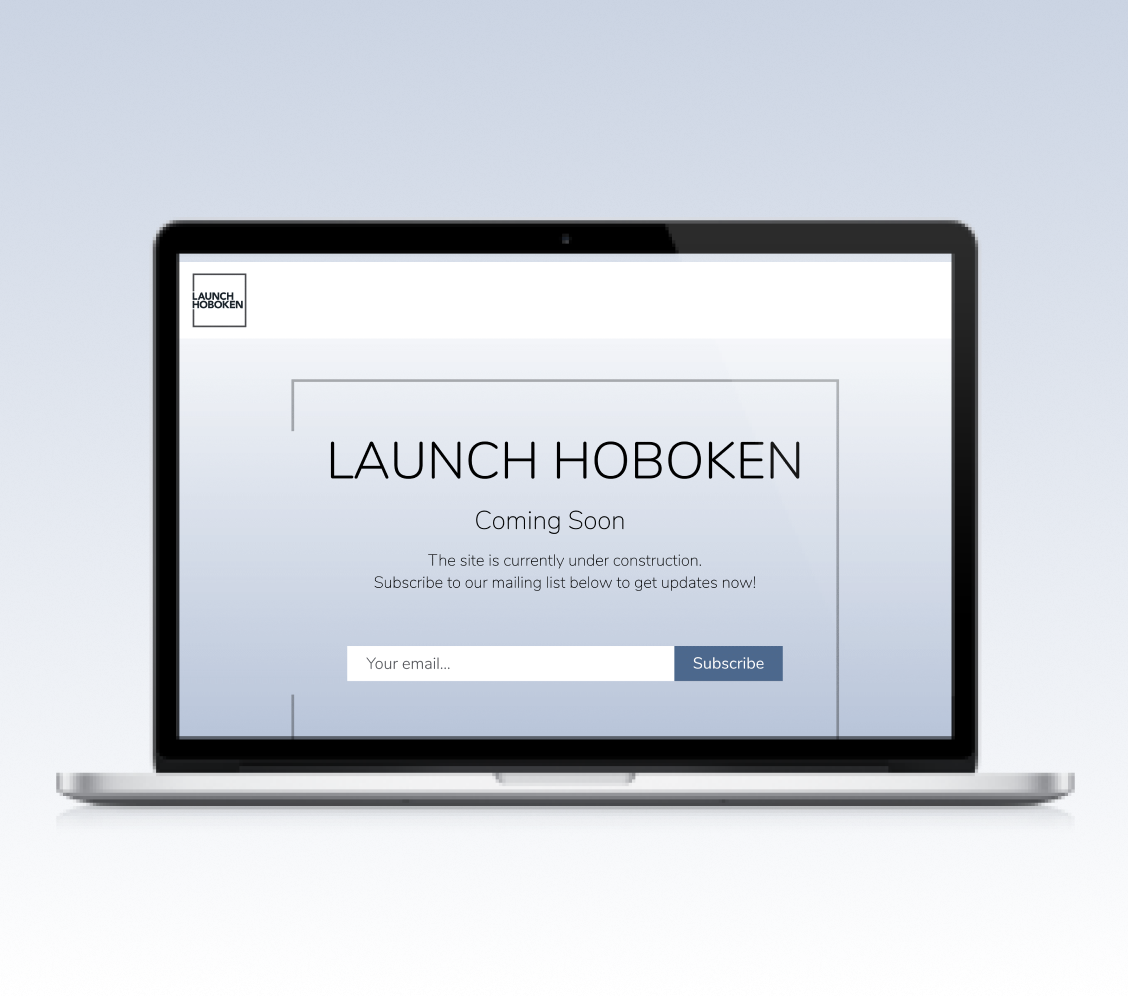 LAUNCH
HOBOKEN
LAUNCH HOBOKEN
Coming Soon
The site is currently under construction.
Subscribe to our mailing list below to get updates now!
Your email...
Subscribe